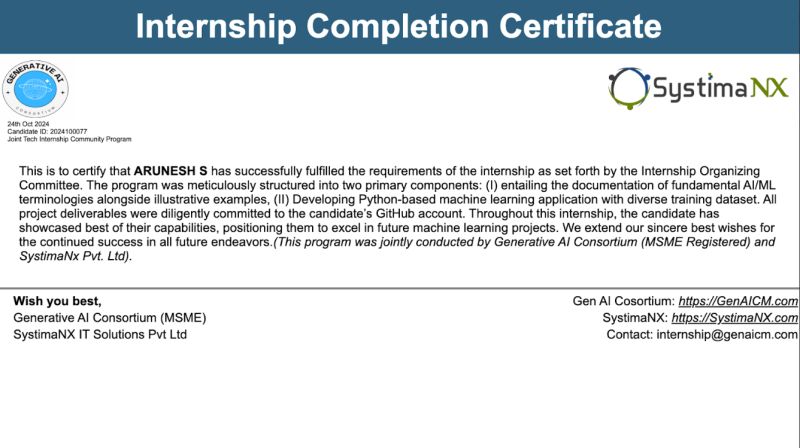 Internship Completion Certificate
GENERATIVE AI
CONSORTIUM
SystimaNX
24th Oct 2024
Candidate ID: 2024100077
Joint Tech Internship Community Program
This is to certify that ARUNESH S has successfully fulfilled the requirements of the internship as set forth by the Internship Organizing
Committee. The program was meticulously structured into two primary components: (I) entailing the documentation of fundamental AI/ML
terminologies alongside illustrative examples, (II) Developing Python-based machine learning application with diverse training dataset. All
project deliverables were diligently committed to the candidate's GitHub account. Throughout this internship, the candidate has
showcased best of their capabilities, positioning them to excel in future machine learning projects. We extend our sincere best wishes for
the continued success in all future endeavors.(This program was jointly conducted by Generative AI Consortium (MSME Registered) and
SystimaNx Pvt. Ltd).
Wish you best,
Generative AI Consortium (MSME)
SystimaNX IT Solutions Pvt Ltd
Gen AI Cosortium: https://GenAICM.com
SystimaNX: https://SystimaNX.com
Contact: internship@genaicm.com